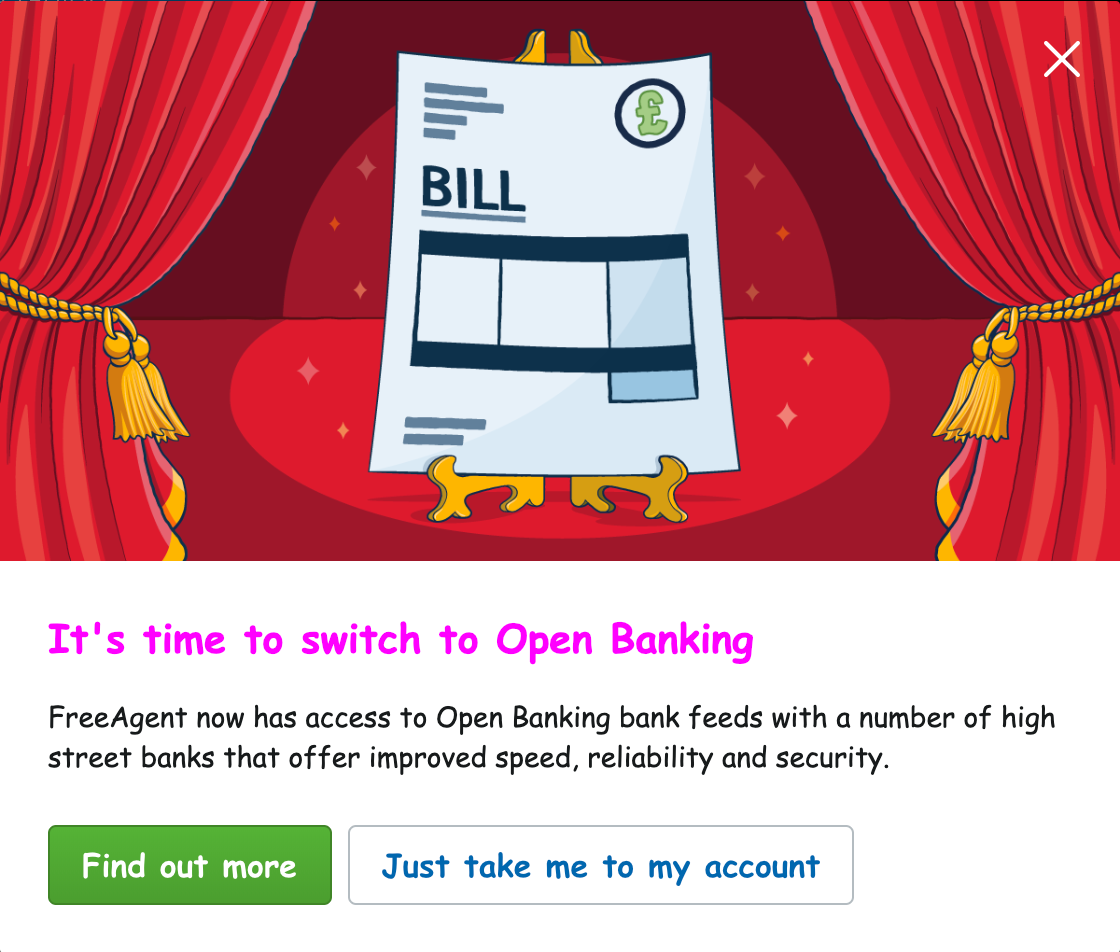 £
BILL
It's time to switch to Open Banking
FreeAgent now has access to Open Banking bank feeds with a number of high
street banks that offer improved speed, reliability and security.
Find out more
Just take me to my account